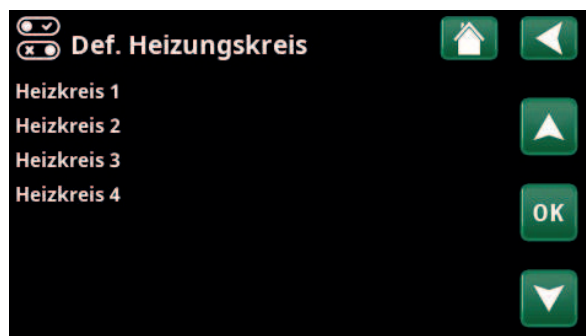 Def. Heizungskreis
Heizkreis 1
Heizkreis 2
Heizkreis 3
Heizkreis 4
OK